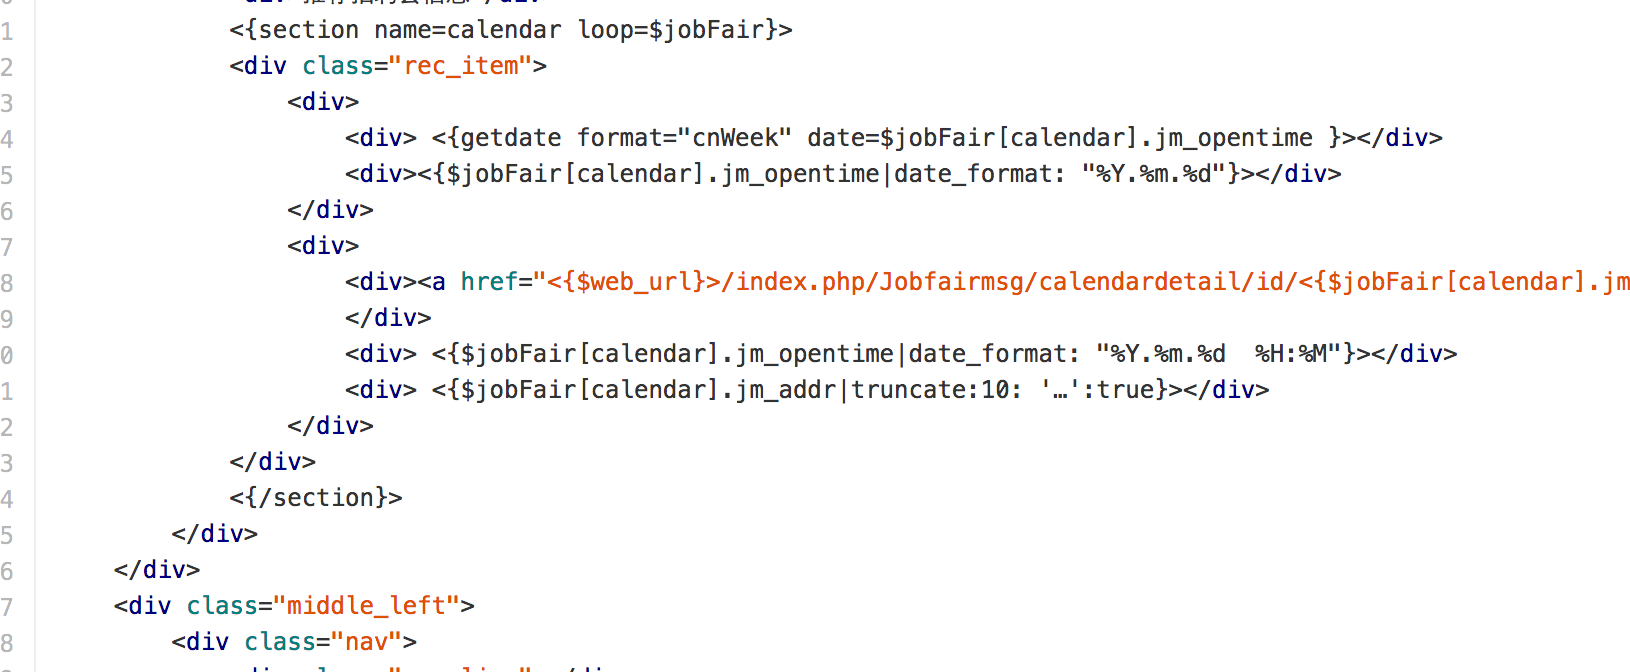 1 <{section name=calendar loop=$jobFair}>
2 <div class="rec_item">
3 <div>
4 <div> <{getdate format="cnWeek" date=$jobFair[calendar].jm_opentime }></div>
5 <div><{$jobFair[calendar].jm_opentime|date_format: "%Y.%m.%d"}></div>
6 </div>
7 <div>
8 <div><a href="<{$web_url}>/index.php/Jobfairmsg/calendardetail/id/<{$jobFair[calendar].jm
9 </div>
0 <div> <{$jobFair[calendar].jm_opentime|date_format: "%Y.%m.%d  %H:%M"}></div>
1 <div> <{$jobFair[calendar].jm_addr|truncate:10: '…':true}></div>
2 </div>
3 </div>
4 <{/section}>
5 </div>
6 </div>
7 <div class="middle_left">
8 <div class="nav">